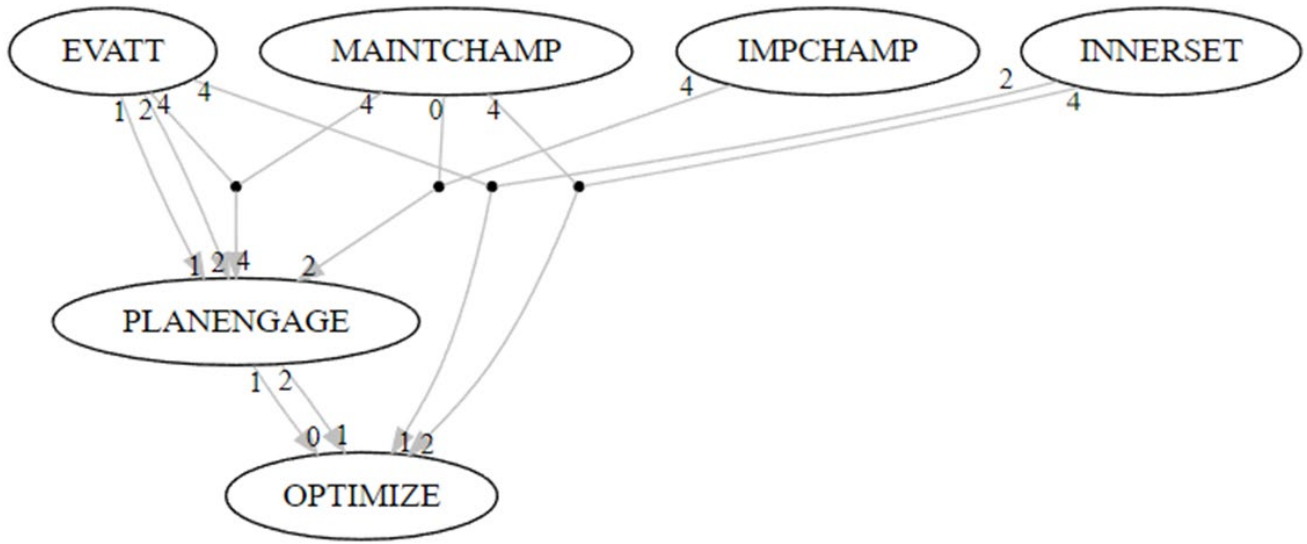 EVATT MAINTCHAMP IMPCHAMP INNERSET
1 2 4 4 4 0 4 4 2 4
1 2 4 2
PLANENGAGE
1 2
0 1 1 2
OPTIMIZE